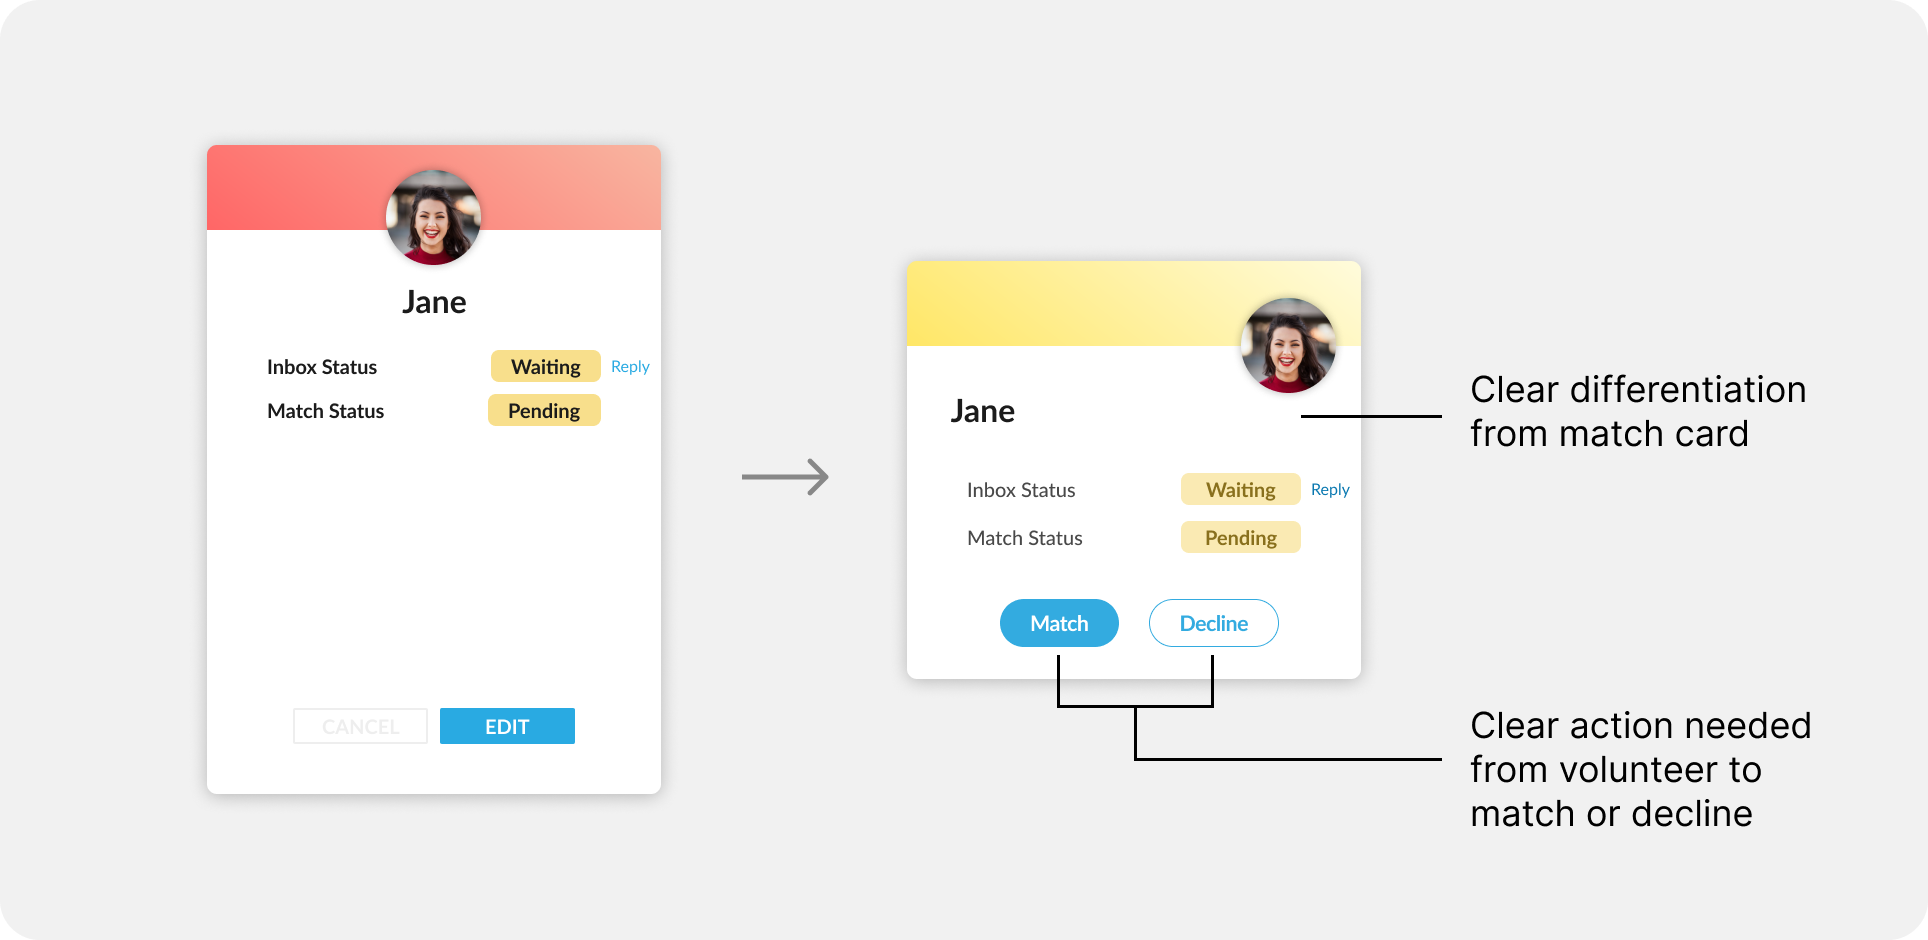 Jane
Inbox Status Waiting Reply
Match Status Pending
CANCEL EDIT
Jane
Inbox Status Waiting Reply
Match Status Pending
Match Decline
Clear differentiation
from match card
Clear action needed
from volunteer to
match or decline